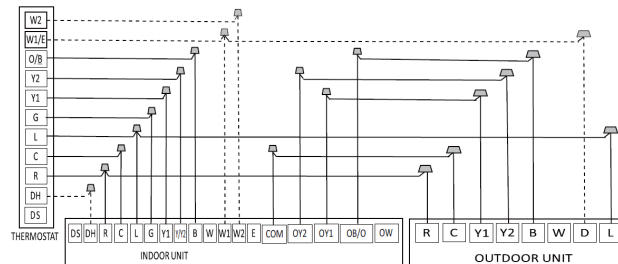 W2
W1/E
O/B
Y2
Y1
G
L
C
R
DH
DS
THERMOSTAT
DS DH R C L G Y1 Y/Y2 B W W1 W2 E COM OY2 OY1 OB/O OW
INDOOR UNIT
R C Y1 Y2 B W D L
OUTDOOR UNIT